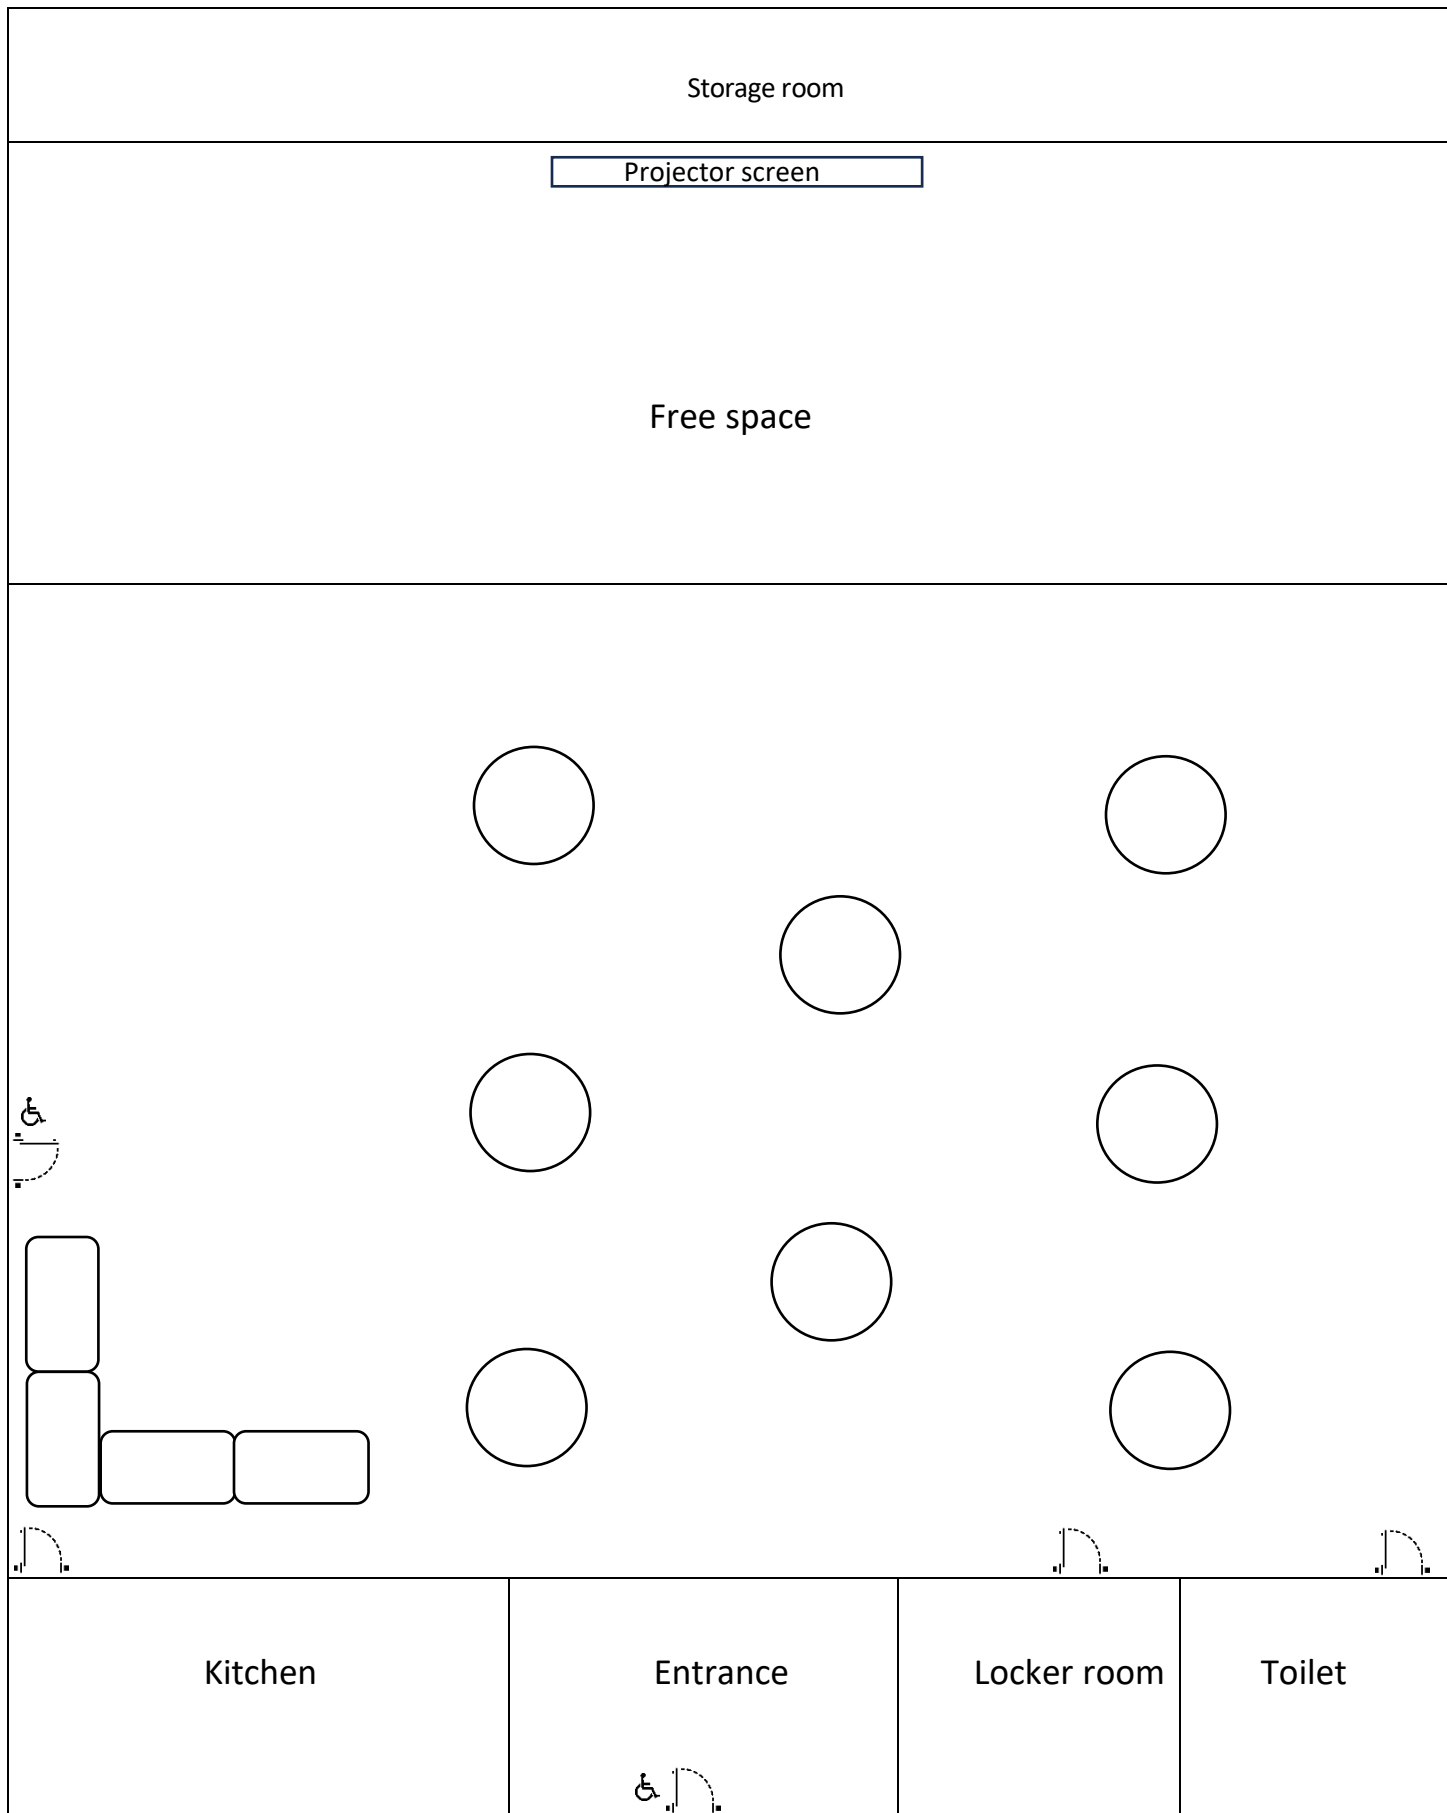 Storage room
Projector screen
Free space
Kitchen
Entrance
Locker room
Toilet